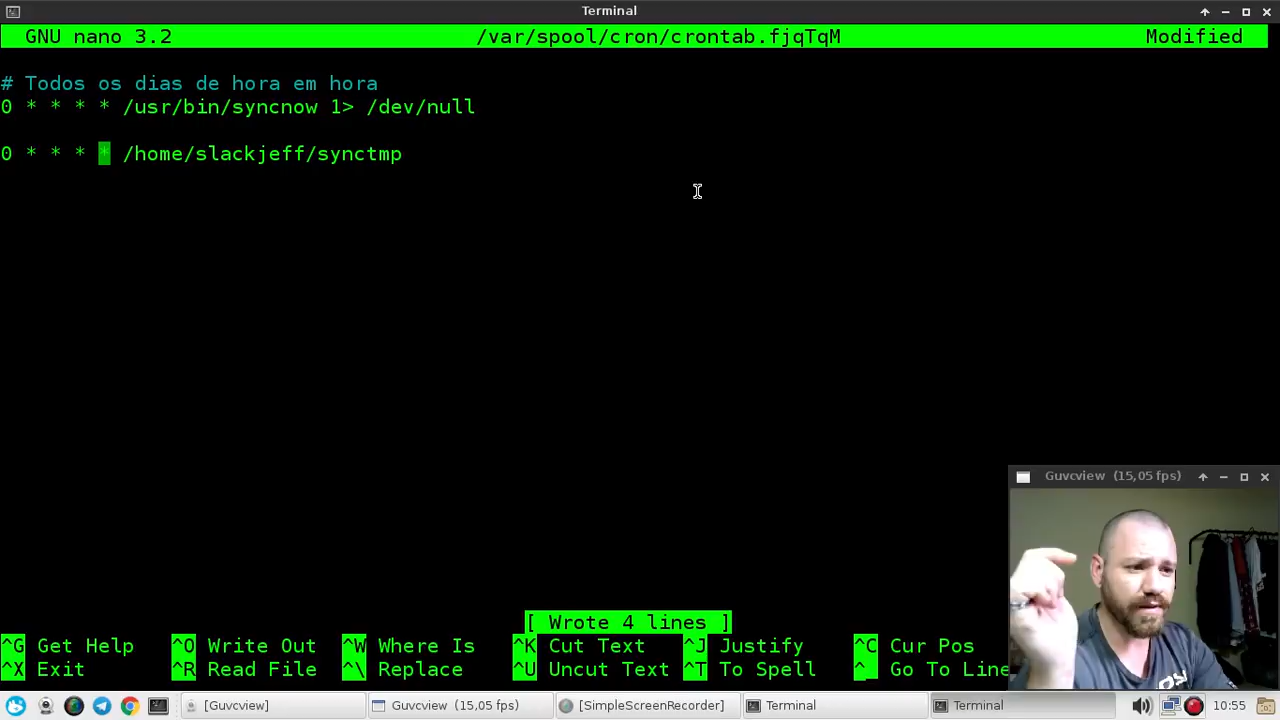 Terminal
GNU nano 3.2 /var/spool/cron/crontab.fjqTqM Modified
# Todos os dias de hora em hora
0 * * * * /usr/bin/syncnow 1> /dev/null
0 * * * * /home/slackjeff/synctmp
Guvcview (15,05 fps)
[ Wrote 4 lines ]
^G Get Help ^O Write Out ^W Where Is ^K Cut Text ^J Justify ^C Cur Pos
^X Exit ^R Read File ^\ Replace ^U Uncut Text ^T To Spell ^_ Go To Line
[Guvcview] Guvcview (15,05 fps) [SimpleScreenRecorder] Terminal Terminal 10:55